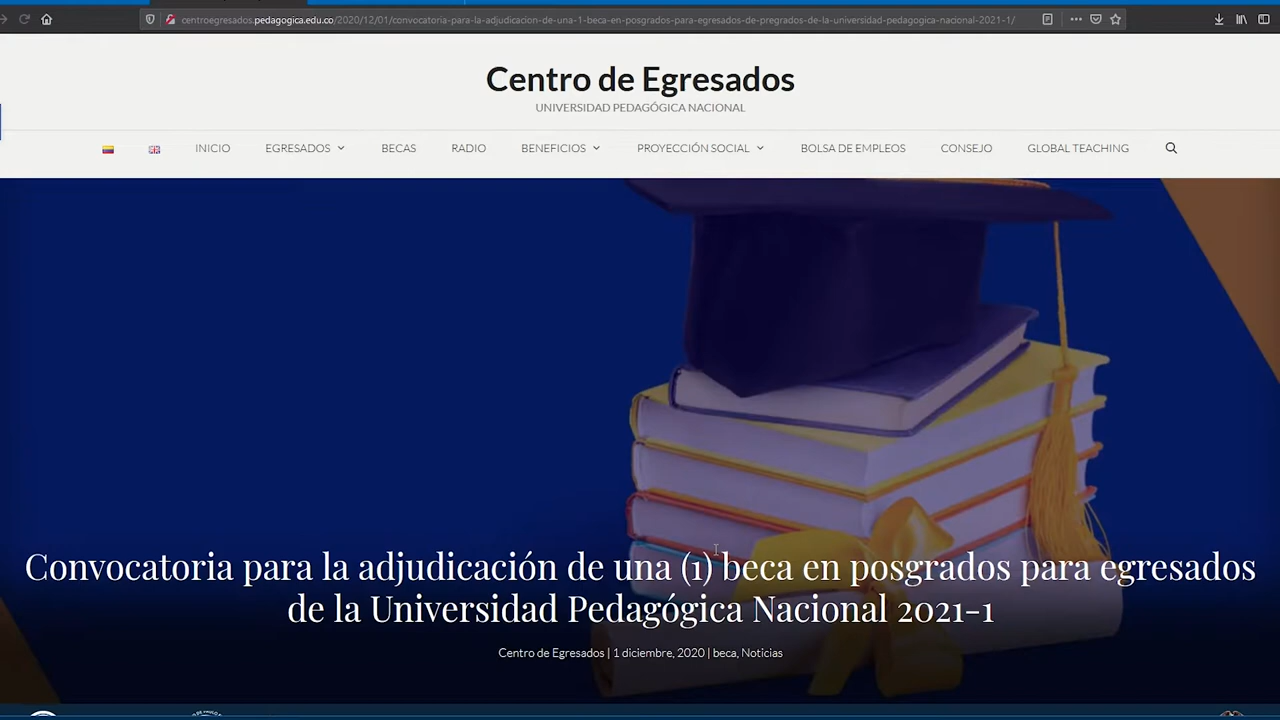 centroegresados.pedagogica.edu.co/2020/12/01/convocatoria-para-la-adjudicacion-de-una-1-beca-en-posgrados-para-egresados-de-pregrados-de-la-universidad-pedagogica-nacional-2021-1/
Centro de Egresados
UNIVERSIDAD PEDAGÓGICA NACIONAL
INICIO EGRESADOS BECAS RADIO BENEFICIOS PROYECCIÓN SOCIAL BOLSA DE EMPLEOS CONSEJO GLOBAL TEACHING
Convocatoria para la adjudicación de una (1) beca en posgrados para egresados
de la Universidad Pedagógica Nacional 2021-1
Centro de Egresados | 1 diciembre, 2020 | beca, Noticias